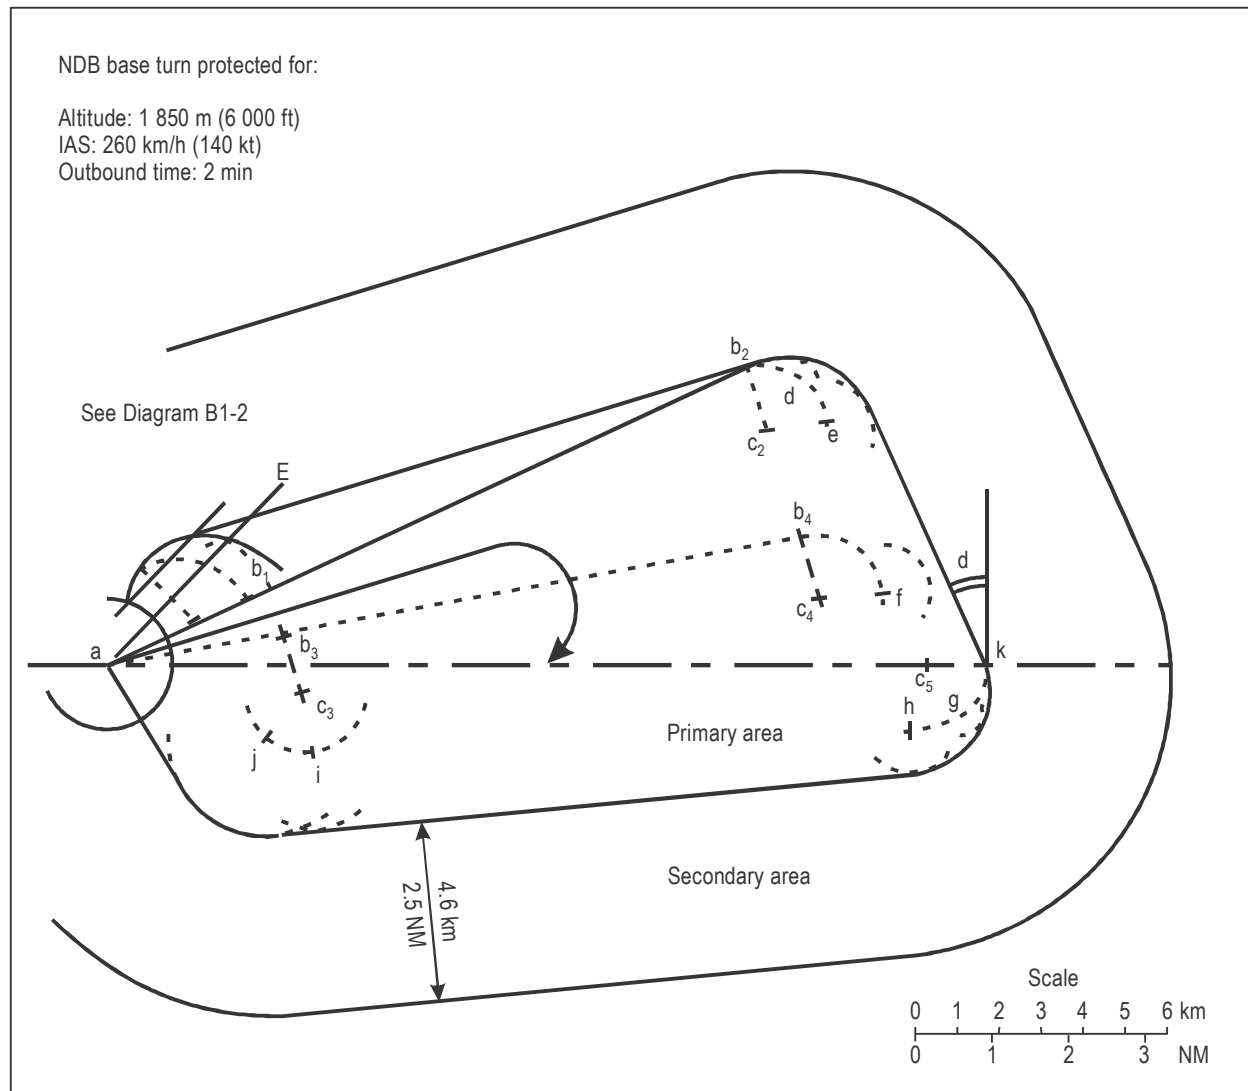 NDB base turn protected for:
Altitude: 1 850 m (6 000 ft)
IAS: 260 km/h (140 kt)
Outbound time: 2 min
b2
d
c2
e
See Diagram B1-2
E
b4
b1
d
c4
f
a
b3
k
c5
c3
h
g
Primary area
j
i
4.6 km
2.5 NM
Secondary area
Scale
0 1 2 3 4 5 6 km
0 1 2 3 NM